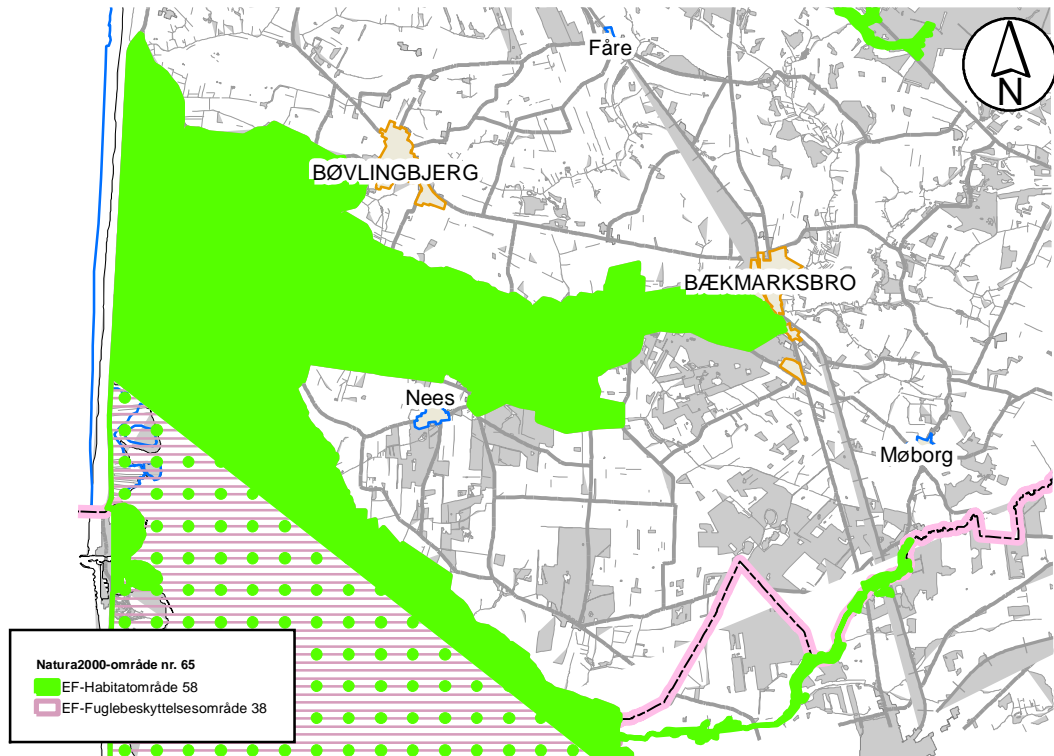 Fåre
N
BØVLINGBJERG
BÆKMARKSBRO
Nees
Møborg
Natura2000-område nr. 65
EF-Habitatområde 58
EF-Fuglebeskyttelsesområde 38